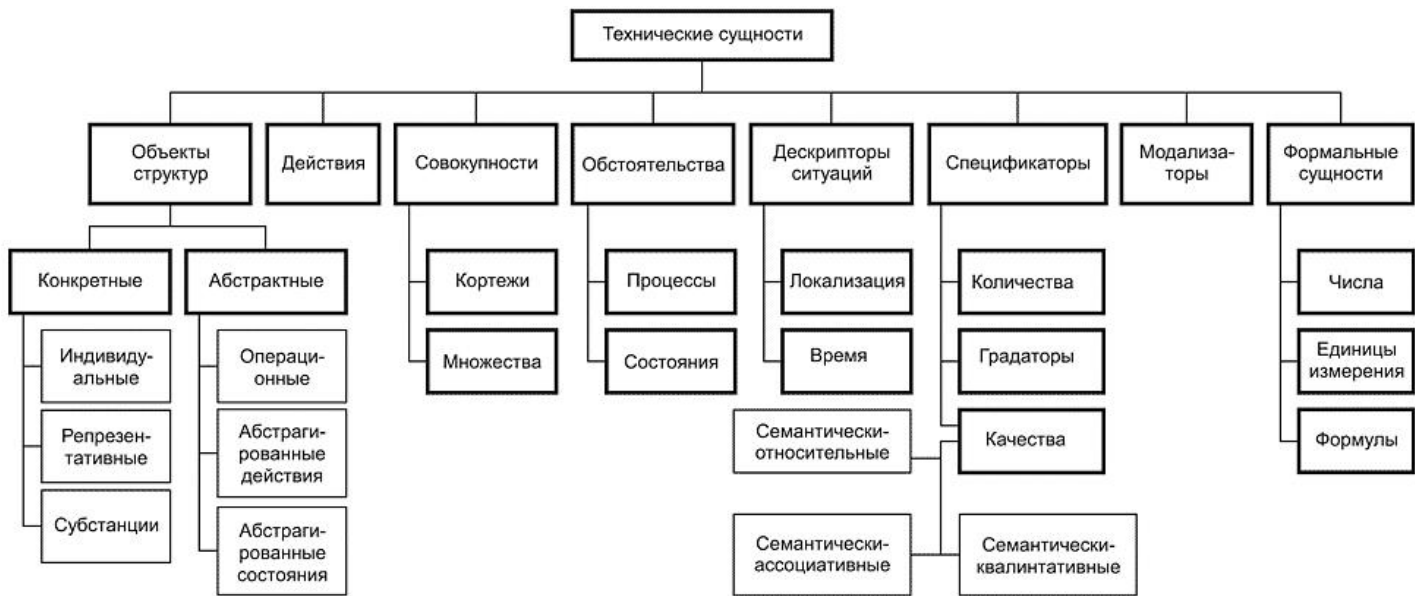 Технические сущности
Объекты
структур
Действия
Совокупности
Обстоятельства
Дескрипторы
ситуаций
Спецификаторы
Модализа-
торы
Формальные
сущности
Конкретные
Абстрактные
Кортежи
Процессы
Локализация
Количества
Числа
Индивиду-
альные
Операци-
онные
Множества
Состояния
Время
Градаторы
Единицы
измерения
Репрезен-
тативные
Абстраги-
рованные
действия
Семантически-
относительные
Качества
Формулы
Субстанции
Абстраги-
рованные
состояния
Семантически-
ассоциативные
Семантически-
квалинтативные